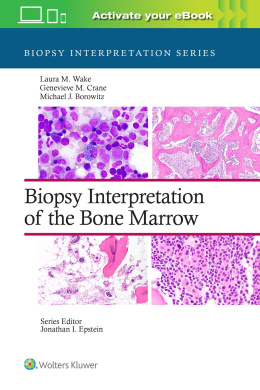 Activate your eBook
BIOPSY INTERPRETATION SERIES
Laura M. Wake
Genevieve M. Crane
Michael J. Borowitz
Biopsy Interpretation
of the Bone Marrow
Series Editor
Jonathan I. Epstein
Wolters Kluwer